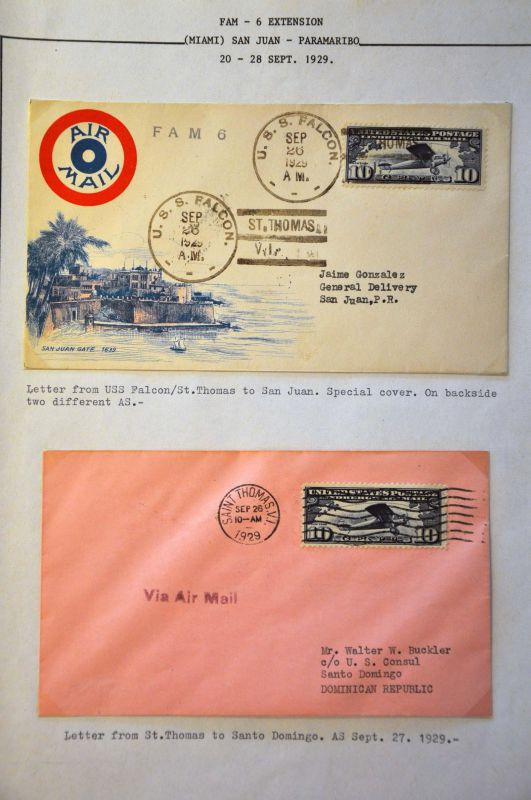 FAM - 6 EXTENSION
(MIAMI) SAN JUAN - PARAMARIBO
20 - 28 SEPT. 1929.
AIR
MAIL
FAM 6
U. S. S. FALCON.
SEP
26
1929
A.M.
UNITED STATES POSTAGE
LINDBERGH AIR MAIL
10 10
U. S. S. FALCON.
SEP
26
1929
A.M.
ST. THOMAS.
V.I.
Jaime Gonzalez
General Delivery
San Juan, P.R.
SAN JUAN GATE 1639
Letter from USS Falcon/St.Thomas to San Juan. Special cover. On backside
two different AS.-
SAINT THOMAS, V.I.
SEP 26
10-AM
1929
UNITED STATES POSTAGE
10 10
Via Air Mail
Mr. Walter W. Buckler
c/o U. S. Consul
Santo Domingo
DOMINICAN REPUBLIC
Letter from St.Thomas to Santo Domingo. AS Sept. 27. 1929.-